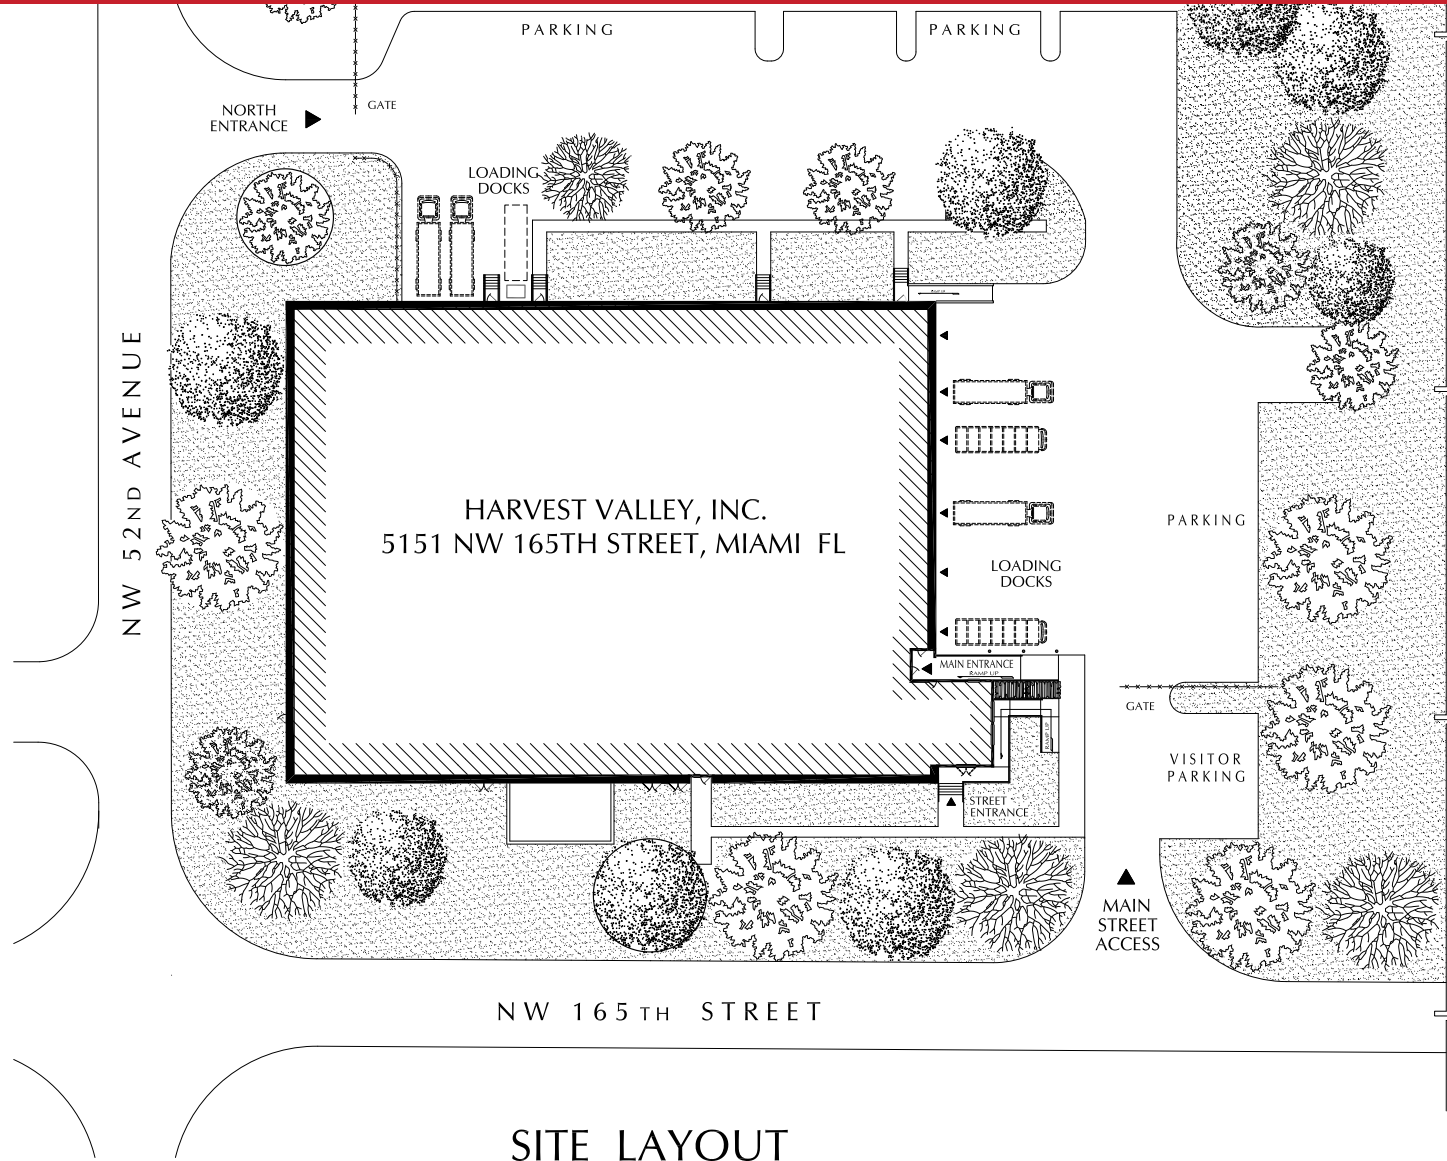 PARKING
PARKING
GATE
NORTH
ENTRANCE
LOADING
DOCKS
NW 52ND AVENUE
HARVEST VALLEY, INC.
5151 NW 165TH STREET, MIAMI FL
PARKING
LOADING
DOCKS
MAIN ENTRANCE
RAMP UP
GATE
RAMP UP
VISITOR
PARKING
STREET
ENTRANCE
MAIN
STREET
ACCESS
NW 165TH STREET
SITE LAYOUT